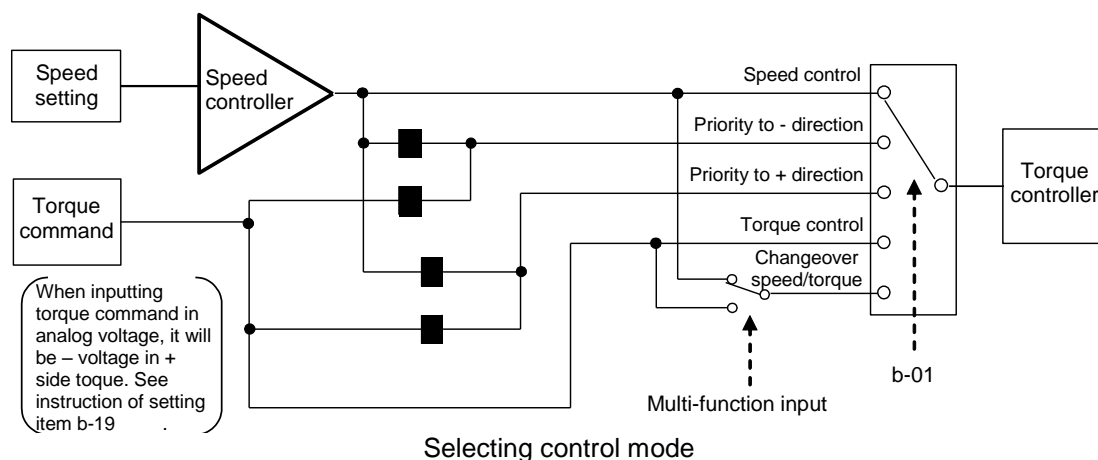 Speed
setting
Speed
controller
Speed control
Priority to - direction
Priority to + direction
Torque control
Changeover
speed/torque
Torque
controller
Torque
command
When inputting
torque command in
analog voltage, it will
be – voltage in +
side toque. See
instruction of setting
item b-19 .
Multi-function input
b-01
Selecting control mode